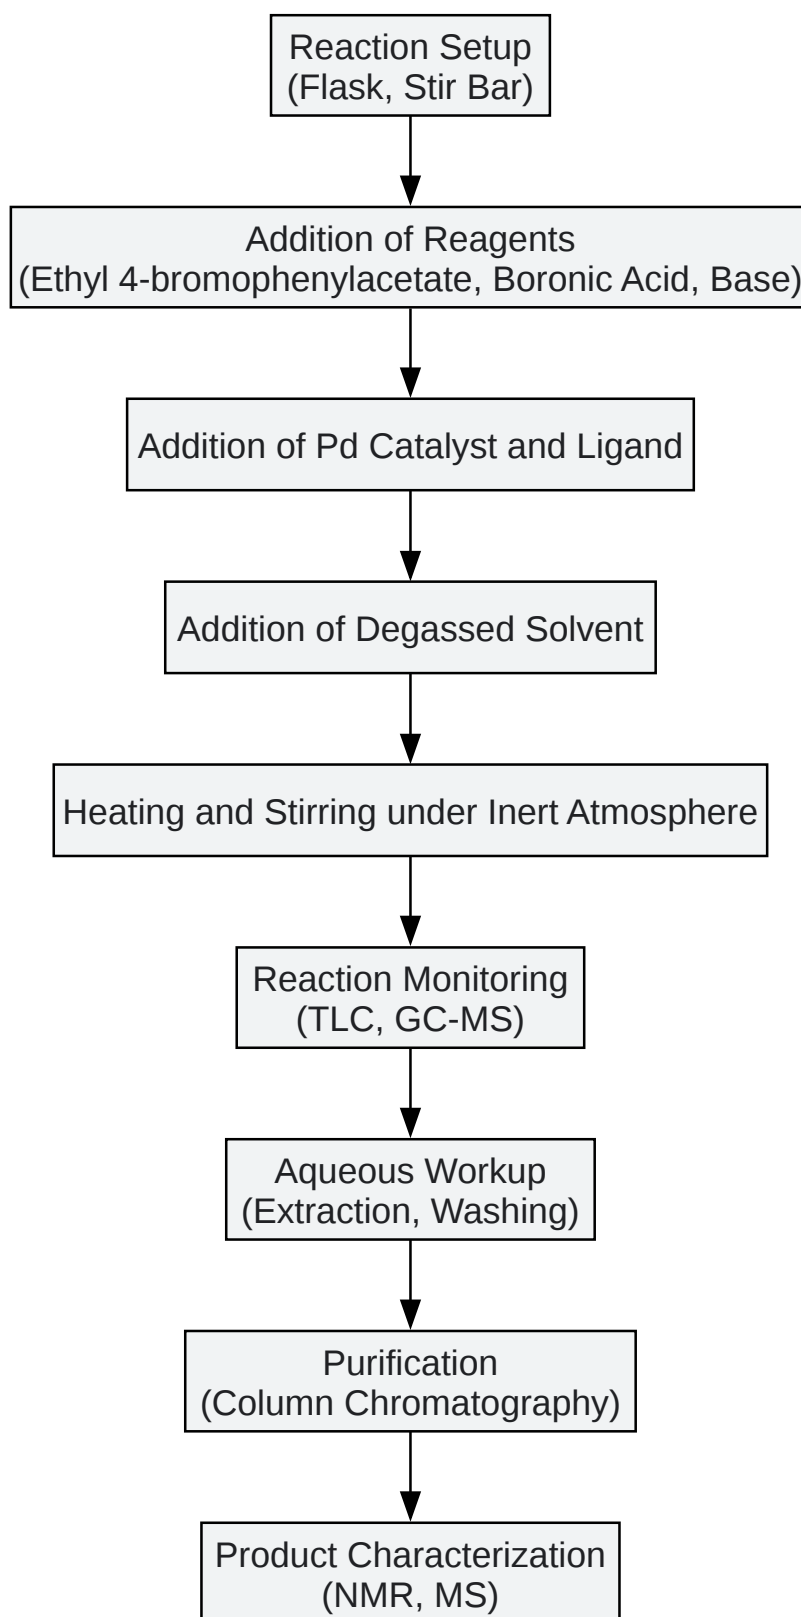 Reaction Setup
(Flask, Stir Bar)
Addition of Reagents
(Ethyl 4-bromophenylacetate, Boronic Acid, Base)
Addition of Pd Catalyst and Ligand
Addition of Degassed Solvent
Heating and Stirring under Inert Atmosphere
Reaction Monitoring
(TLC, GC-MS)
Aqueous Workup
(Extraction, Washing)
Purification
(Column Chromatography)
Product Characterization
(NMR, MS)